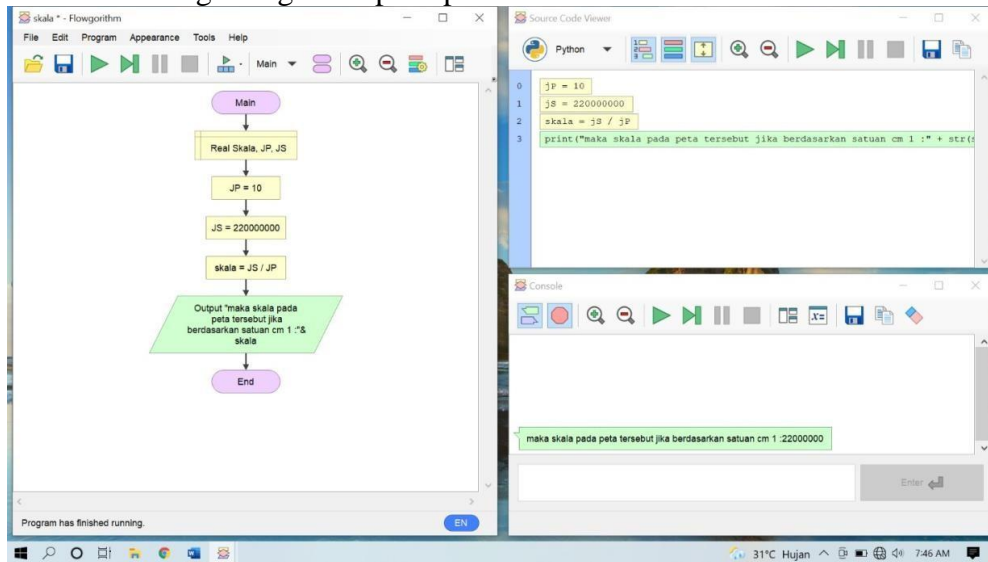 skala * - Flowgorithm
File Edit Program Appearance Tools Help
Main
Main
Real Skala, JP, JS
JP = 10
JS = 220000000
skala = JS / JP
Output "maka skala pada
peta tersebut jika
berdasarkan satuan cm 1 :"&
skala
End
Program has finished running.
EN
Source Code Viewer
Python
0 jP = 10
1 jS = 220000000
2 skala = jS / jP
3 print("maka skala pada peta tersebut jika berdasarkan satuan cm 1 :" + str(s
Console
x=
maka skala pada peta tersebut jika berdasarkan satuan cm 1 :22000000
Enter
31°C Hujan
7:46 AM